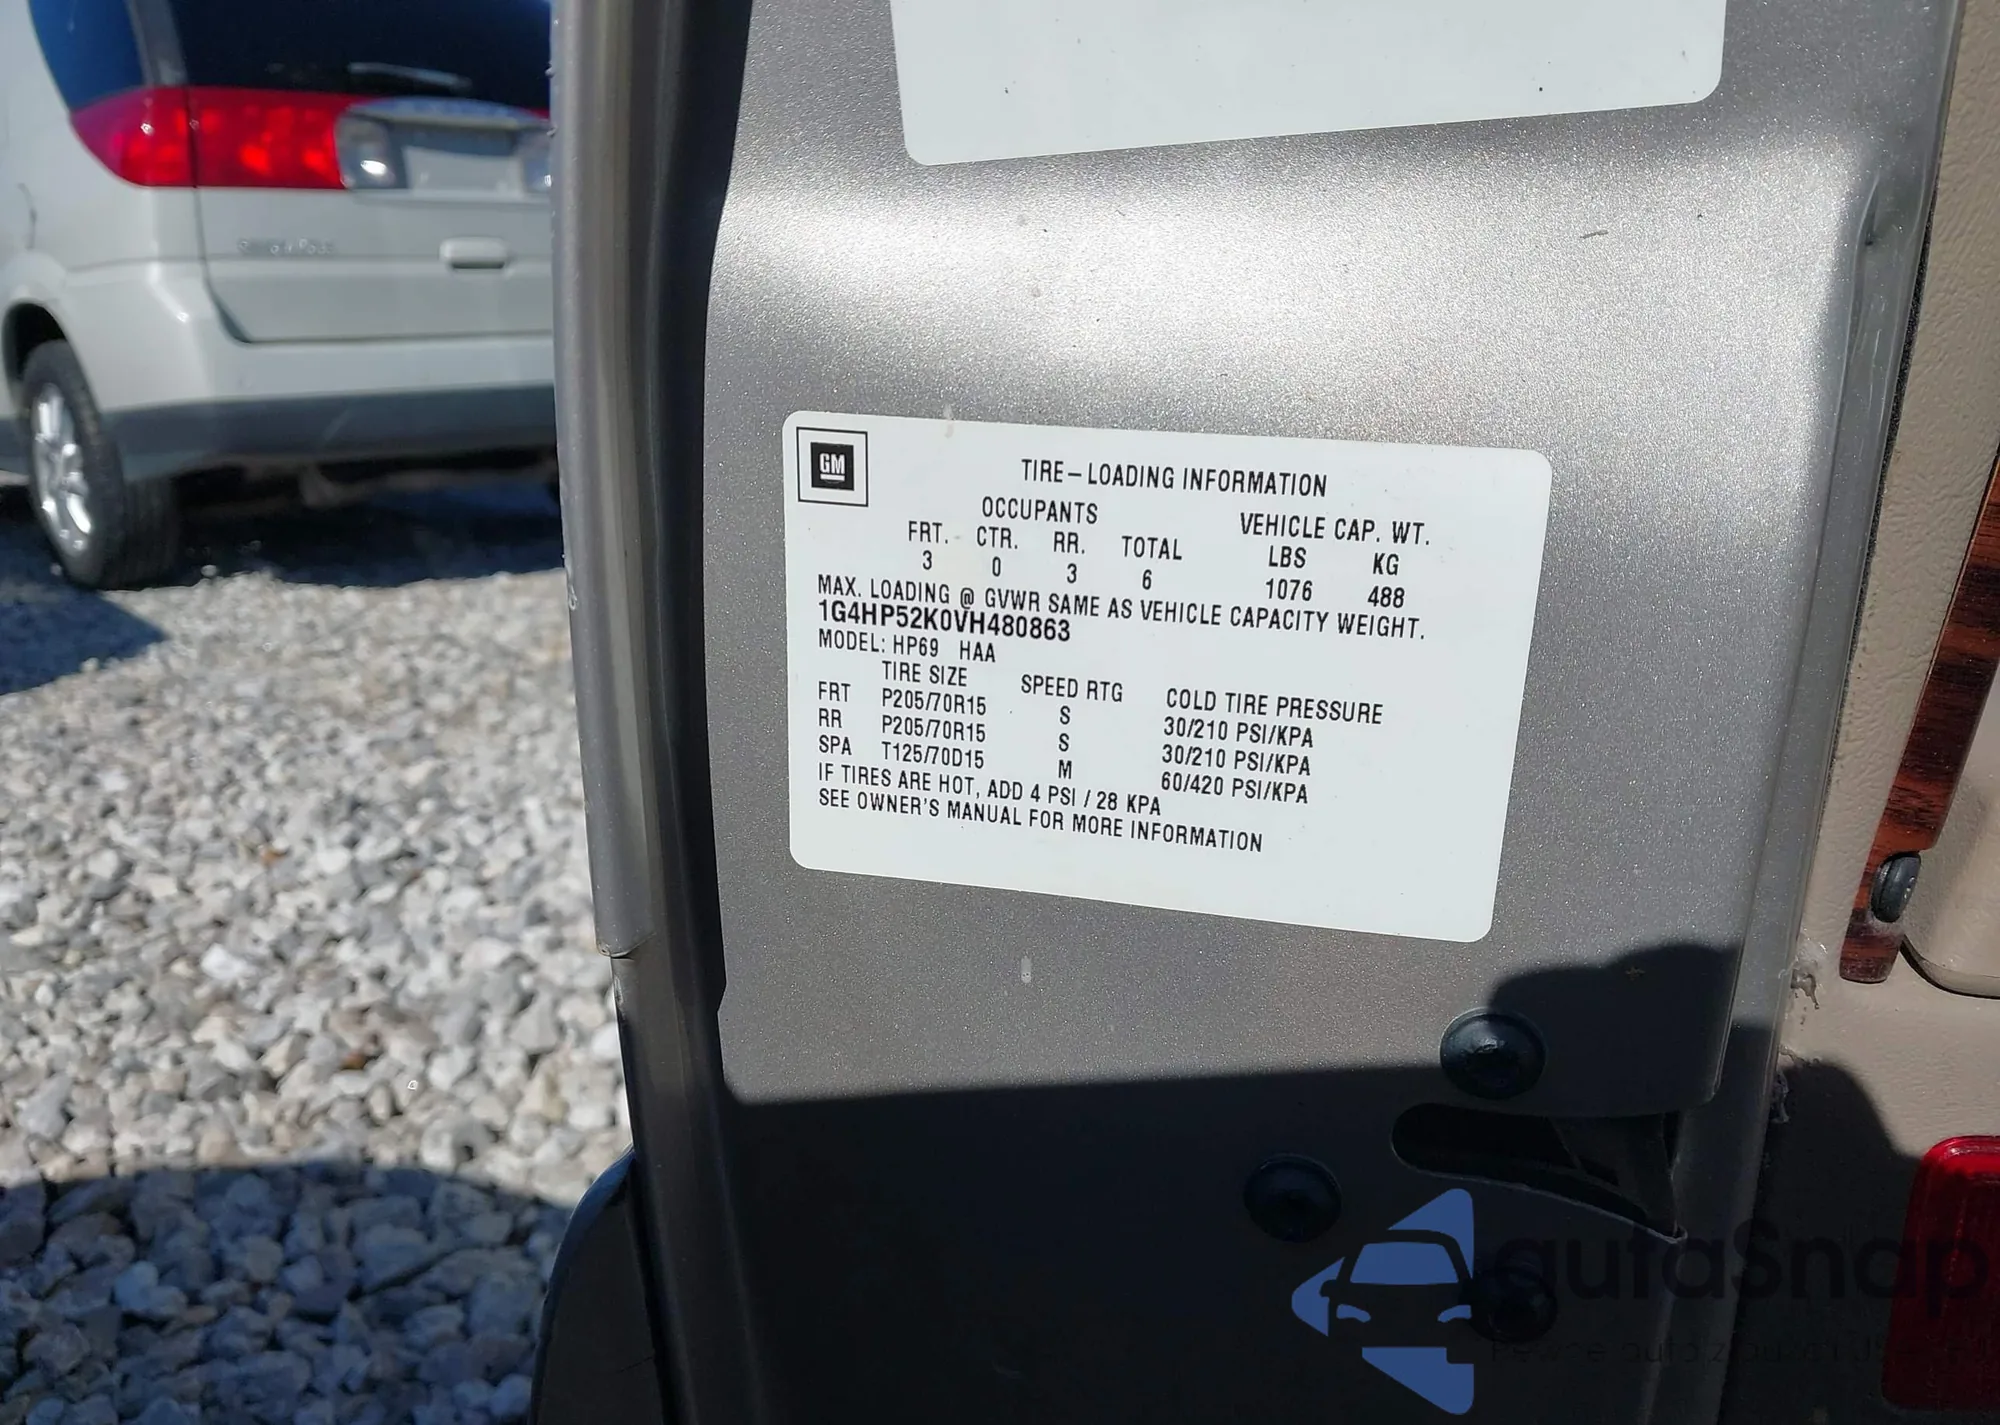 GM
TIRE-LOADING INFORMATION
OCCUPANTS VEHICLE CAP. WT.
FRT. CTR. RR. TOTAL LBS KG
3 0 3 6 1076 488
MAX. LOADING @ GVWR SAME AS VEHICLE CAPACITY WEIGHT.
1G4HP52K0VH480863
MODEL: HP69 HAA
TIRE SIZE SPEED RTG COLD TIRE PRESSURE
FRT P205/70R15 S 30/210 PSI/KPA
RR P205/70R15 S 30/210 PSI/KPA
SPA T125/70D15 M 60/420 PSI/KPA
IF TIRES ARE HOT, ADD 4 PSI / 28 KPA
SEE OWNER'S MANUAL FOR MORE INFORMATION
autaSnap